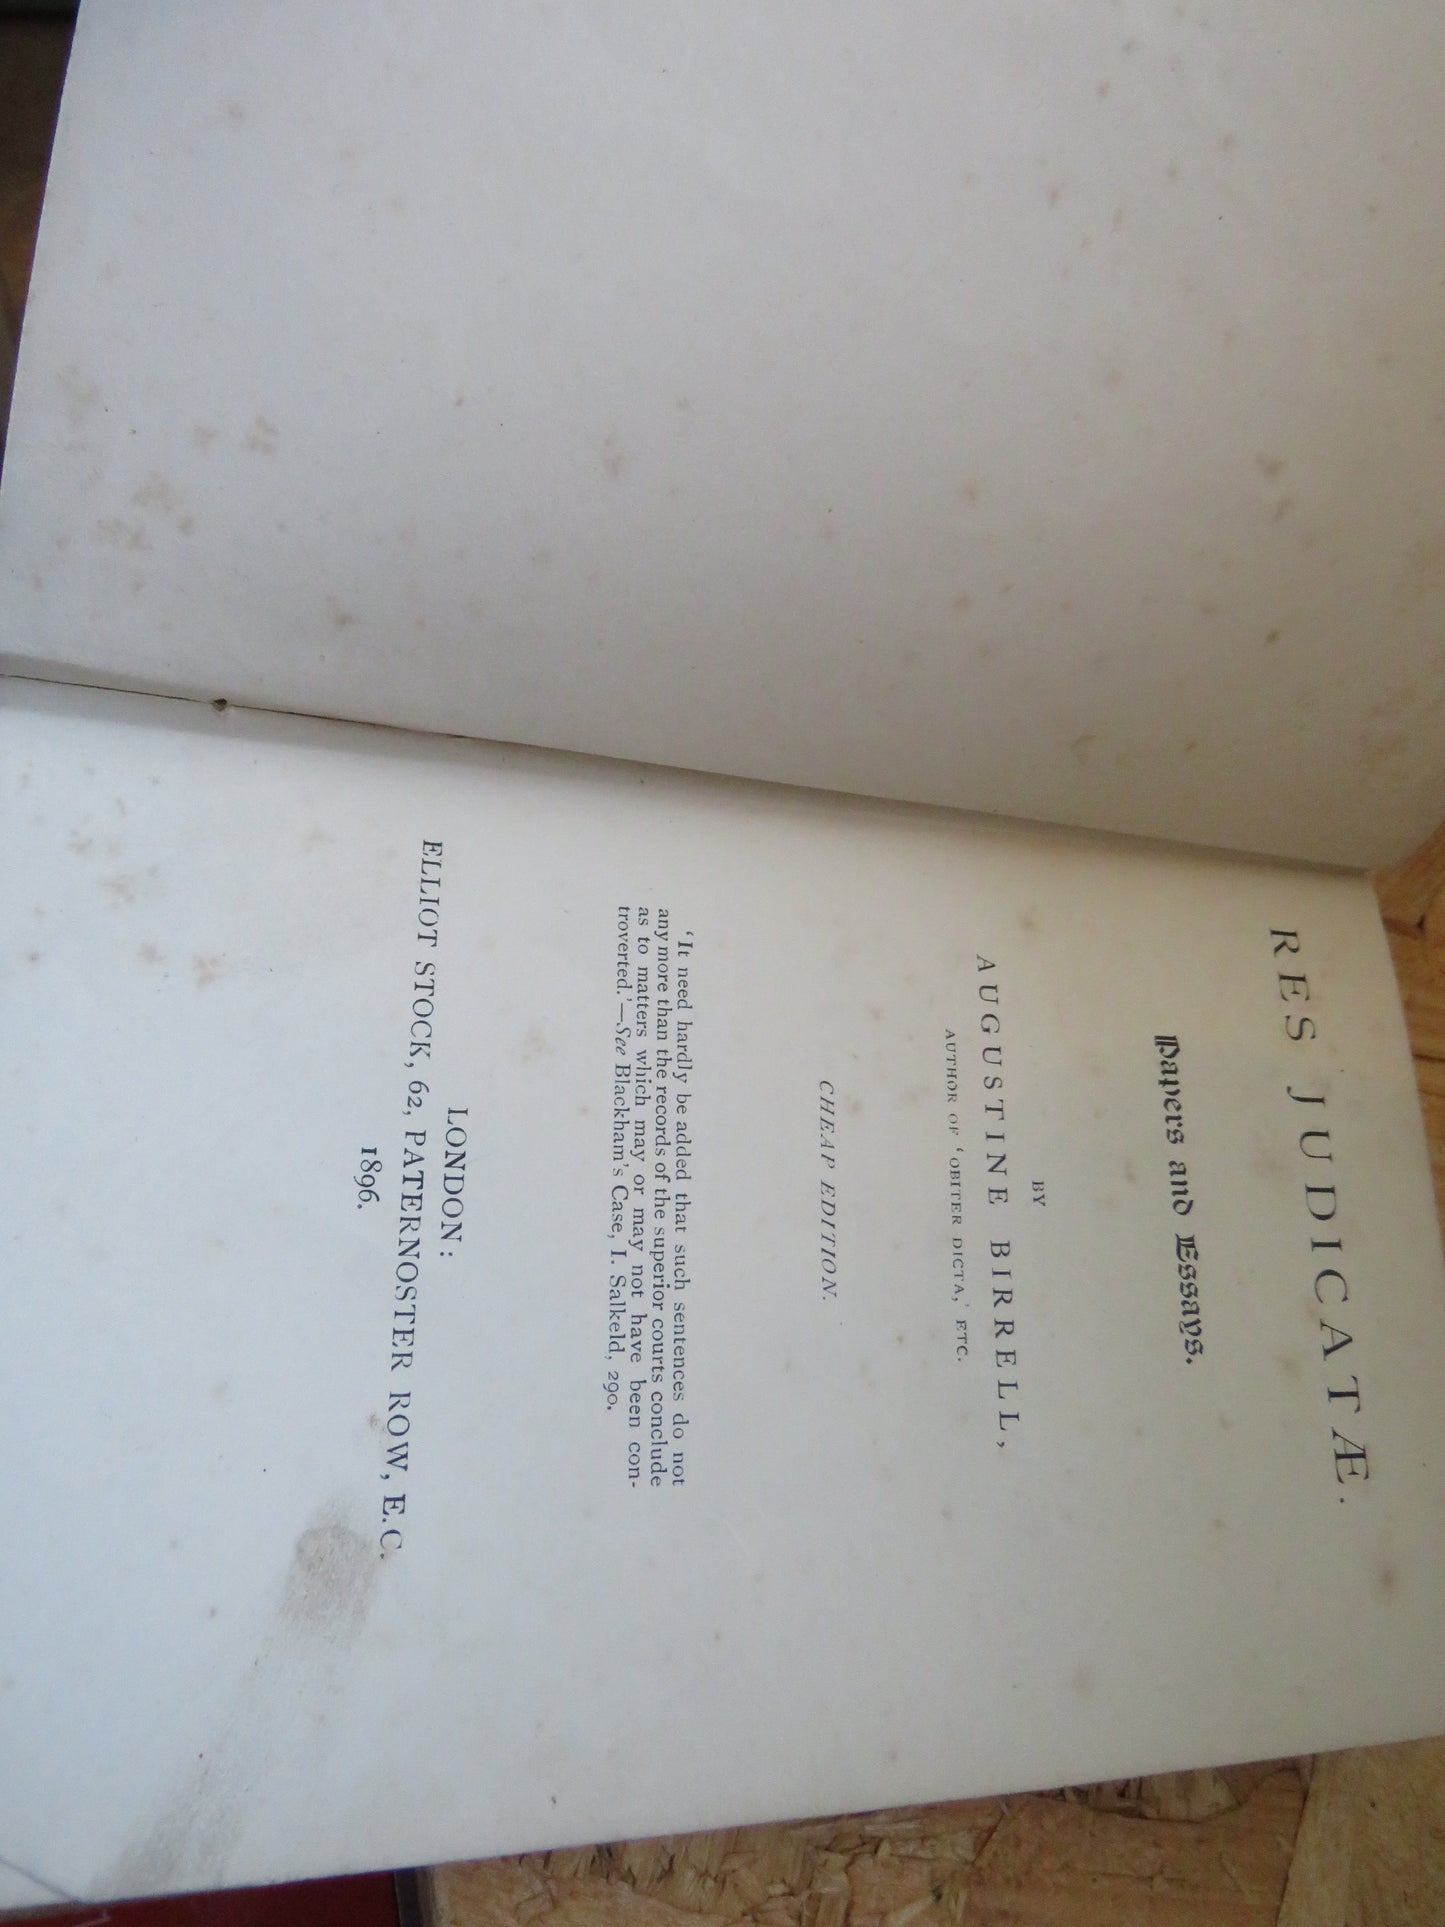 RES JUDICATÆ.
Papers and Essays.
BY
AUGUSTINE BIRRELL,
AUTHOR OF 'OBITER DICTA,' ETC.
CHEAP EDITION.
'It need hardly be added that such sentences do not
any more than the records of the superior courts conclude
as to matters which may or may not have been con-
troverted.'—See Blackham's Case, I. Salkeld, 290.
LONDON:
ELLIOT STOCK, 62, PATERNOSTER ROW, E.C.
1896.